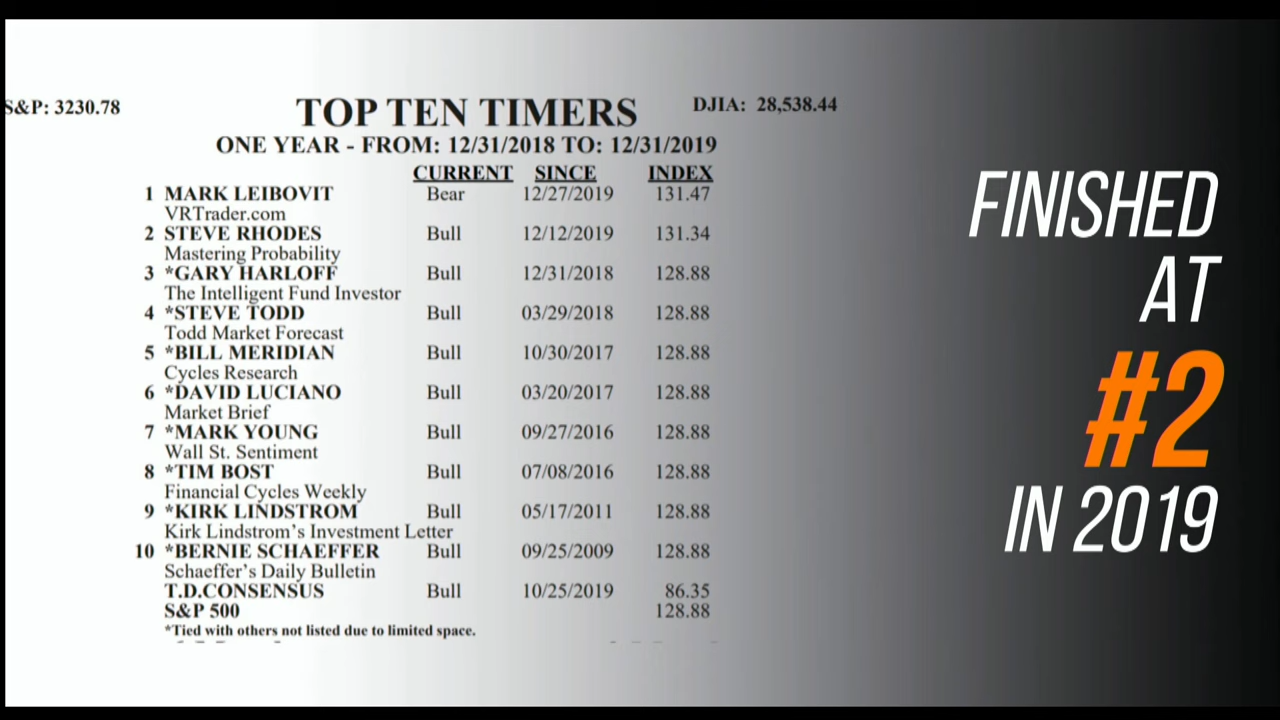 S&P: 3230.78
TOP TEN TIMERS
DJIA: 28,538.44
ONE YEAR - FROM: 12/31/2018 TO: 12/31/2019
CURRENT SINCE INDEX
1 MARK LEIBOVIT Bear 12/27/2019 131.47
VRTrader.com
2 STEVE RHODES Bull 12/12/2019 131.34
Mastering Probability
3 *GARY HARLOFF Bull 12/31/2018 128.88
The Intelligent Fund Investor
4 *STEVE TODD Bull 03/29/2018 128.88
Todd Market Forecast
5 *BILL MERIDIAN Bull 10/30/2017 128.88
Cycles Research
6 *DAVID LUCIANO Bull 03/20/2017 128.88
Market Brief
7 *MARK YOUNG Bull 09/27/2016 128.88
Wall St. Sentiment
8 *TIM BOST Bull 07/08/2016 128.88
Financial Cycles Weekly
9 *KIRK LINDSTROM Bull 05/17/2011 128.88
Kirk Lindstrom's Investment Letter
10 *BERNIE SCHAEFFER Bull 09/25/2009 128.88
Schaeffer's Daily Bulletin
T.D.CONSENSUS Bull 10/25/2019 86.35
S&P 500 128.88
*Tied with others not listed due to limited space.
FINISHED
AT
#2
IN 2019